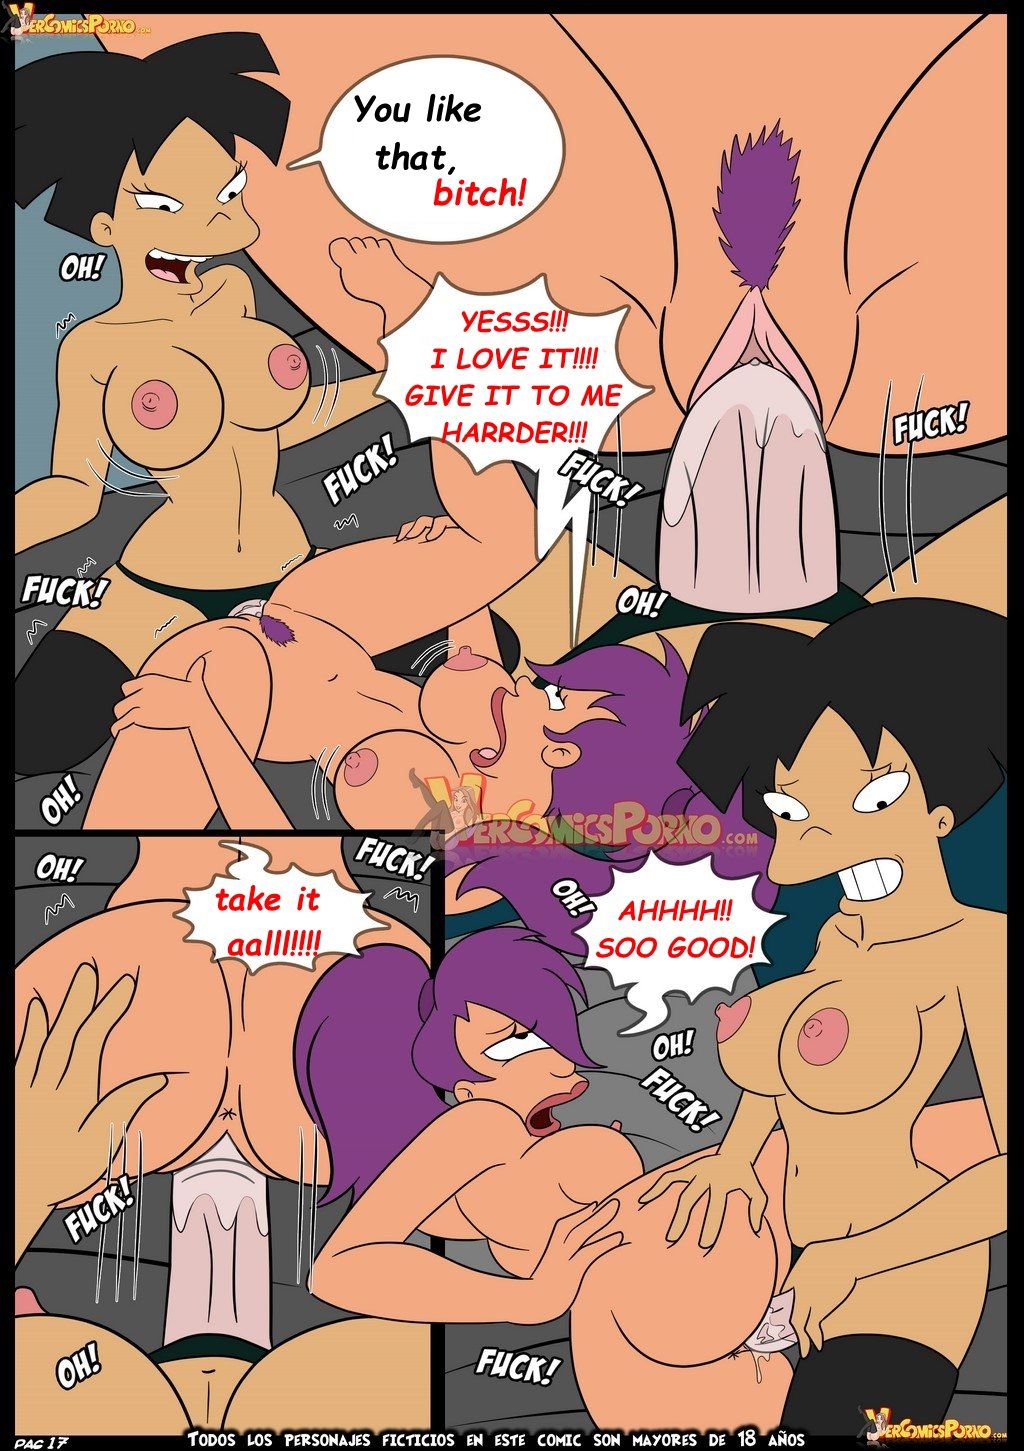 VERCOMICSPORNO.COM
You like
that,
bitch!
OH!
YESSS!!!
I LOVE IT!!!!
GIVE IT TO ME
HARRDER!!!
FUCK!
FUCK!
FUCK!
FUCK!
OH!
OH!
VERCOMICSPORNO.COM
OH!
FUCK!
take it
aalll!!!!
OH!
AHHHH!!
SOO GOOD!
OH!
FUCK!
FUCK!
OH!
FUCK!
VERCOMICSPORNO.COM
PAG 17
TODOS LOS PERSONAJES FICTICIOS EN ESTE COMIC SON MAYORES DE 18 AÑOS